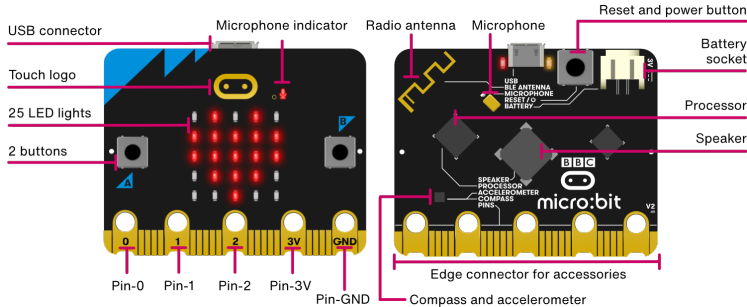 USB connector
Microphone indicator
Touch logo
25 LED lights
2 buttons
A
B
0
1
2
3V
GND
Pin-0
Pin-1
Pin-2
Pin-3V
Pin-GND
Radio antenna
Microphone
Reset and power button
Battery
socket
Processor
Speaker
3V
USB
BLE ANTENNA
MICROPHONE
RESET /
BATTERY
SPEAKER
PROCESSOR
ACCELEROMETER
COMPASS
PINS
BBC
micro:bit
V2
Edge connector for accessories
Compass and accelerometer